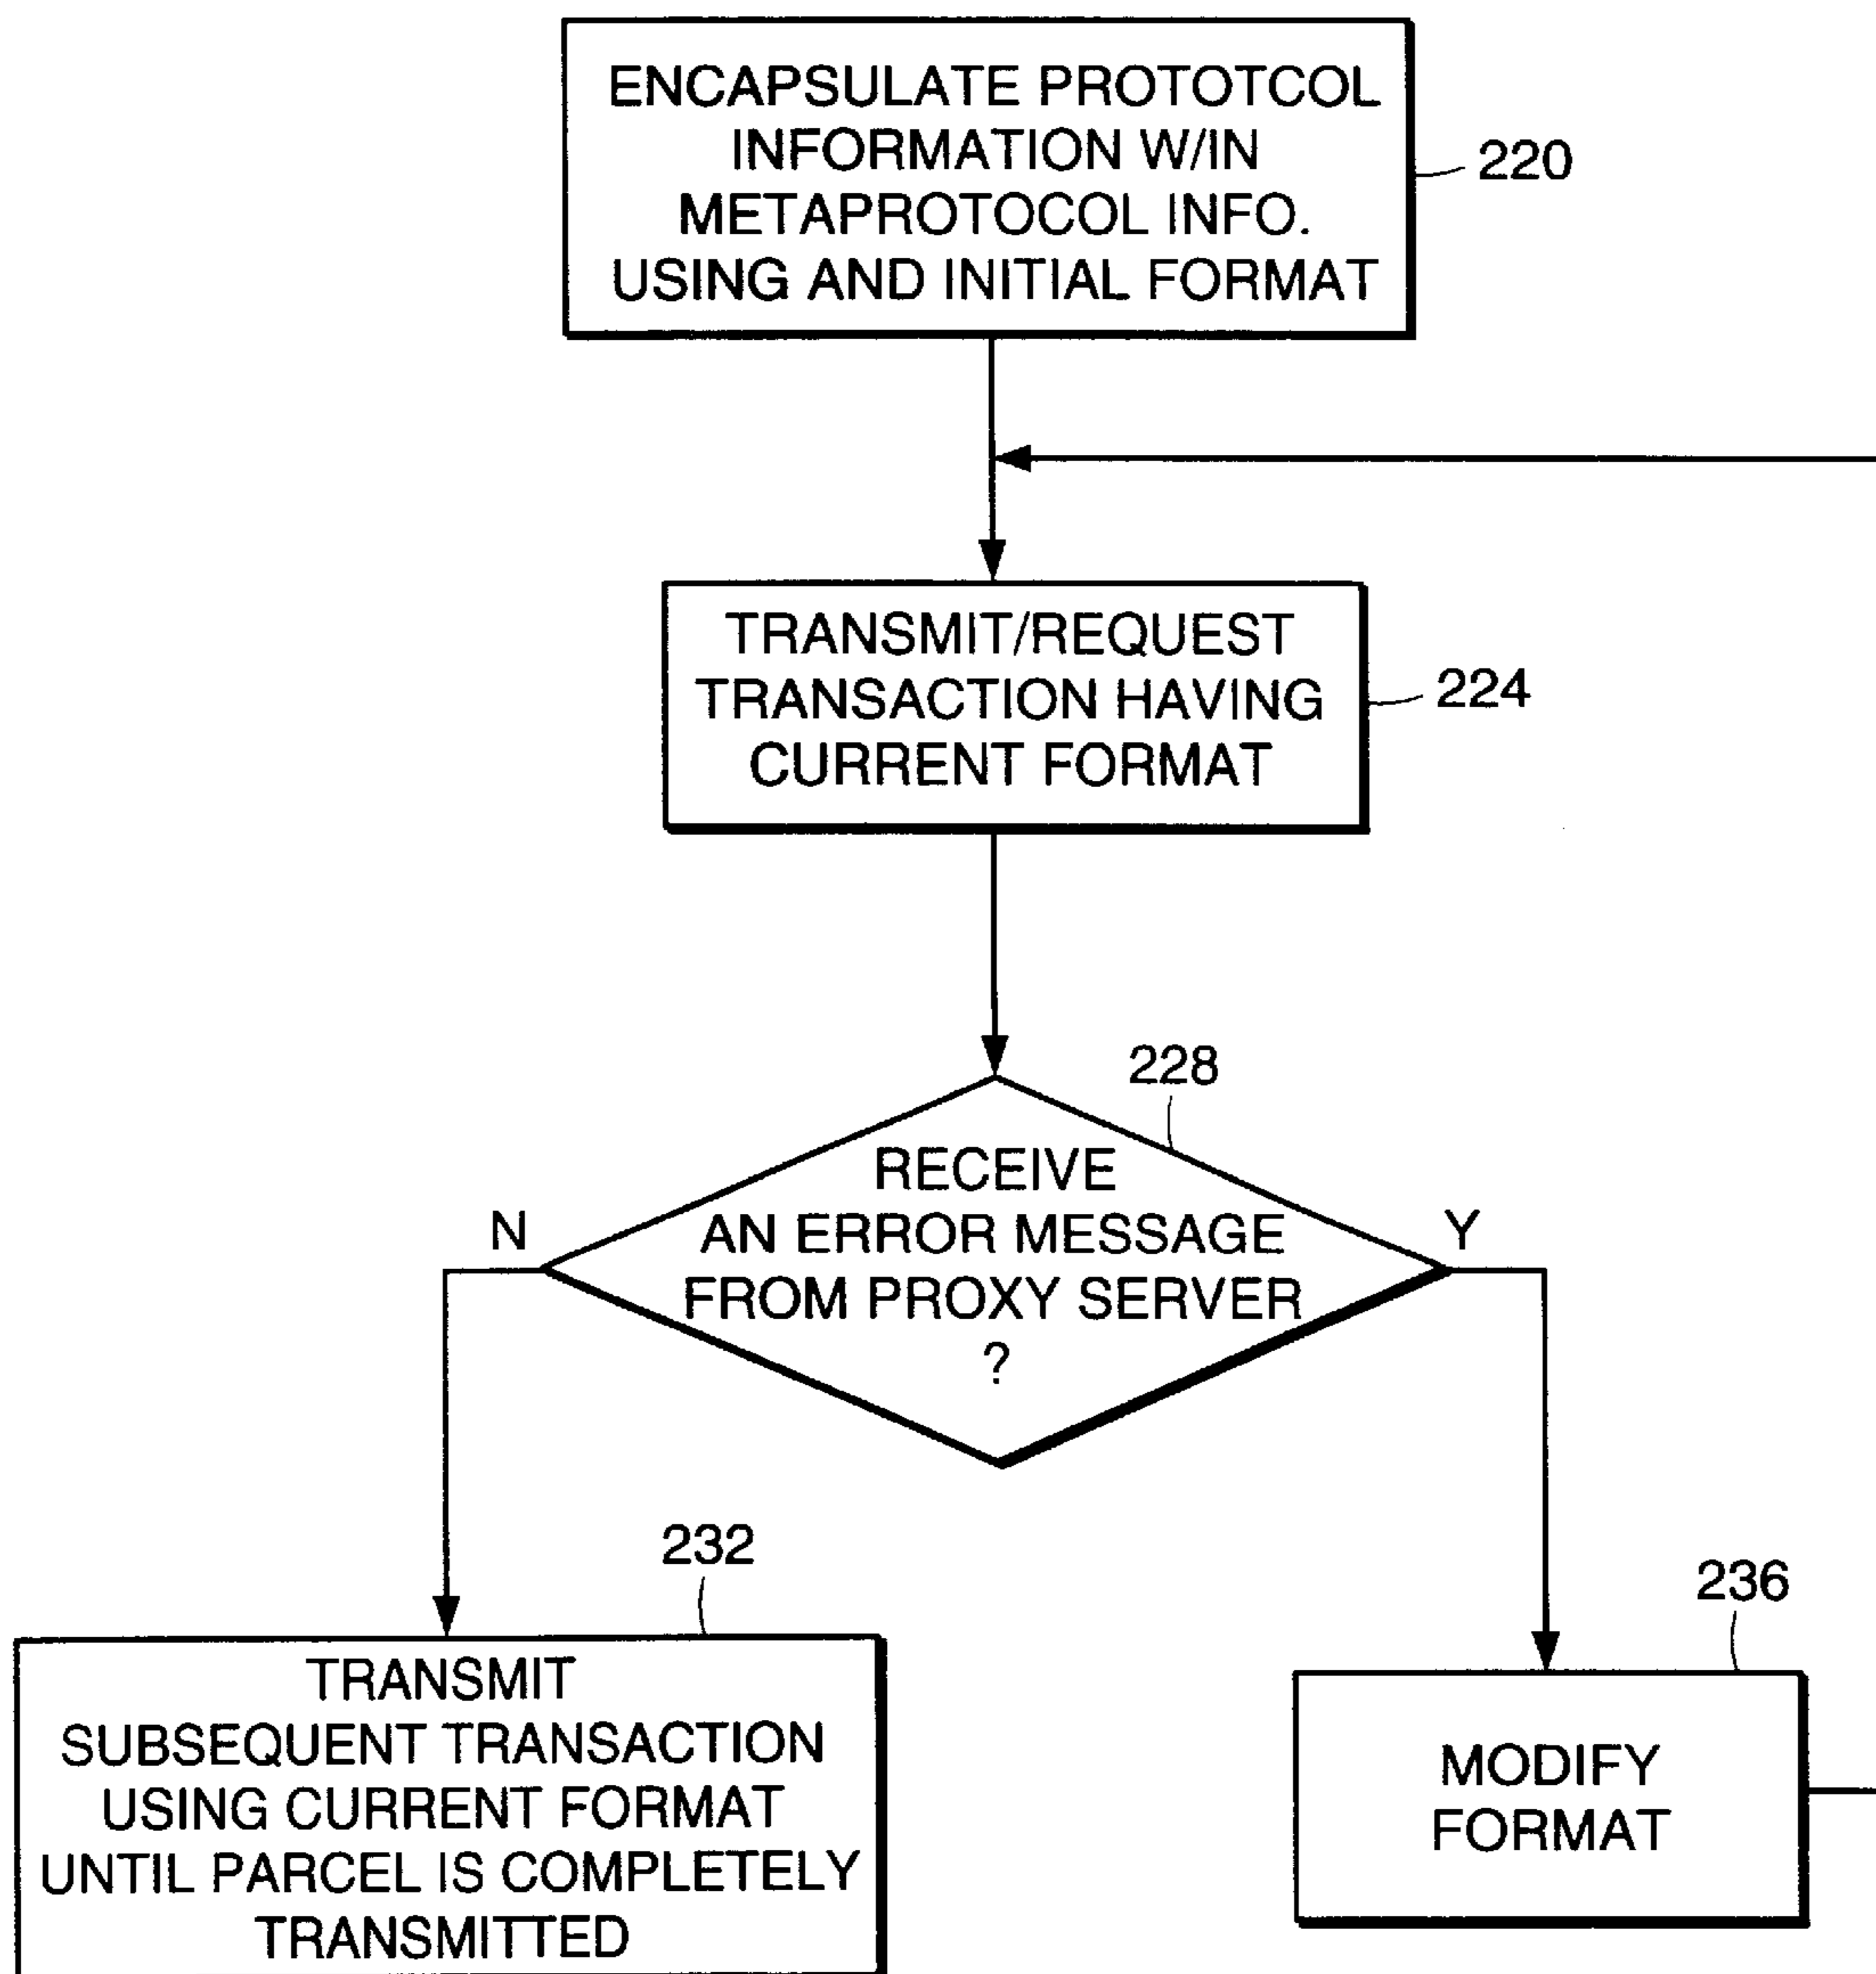 ENCAPSULATE PROTOTCOL
INFORMATION W/IN
METAPROTOCOL INFO.
USING AND INITIAL FORMAT
220
TRANSMIT/REQUEST
TRANSACTION HAVING
CURRENT FORMAT
224
228
RECEIVE
AN ERROR MESSAGE
FROM PROXY SERVER
?
N
Y
232
TRANSMIT
SUBSEQUENT TRANSACTION
USING CURRENT FORMAT
UNTIL PARCEL IS COMPLETELY
TRANSMITTED
236
MODIFY
FORMAT